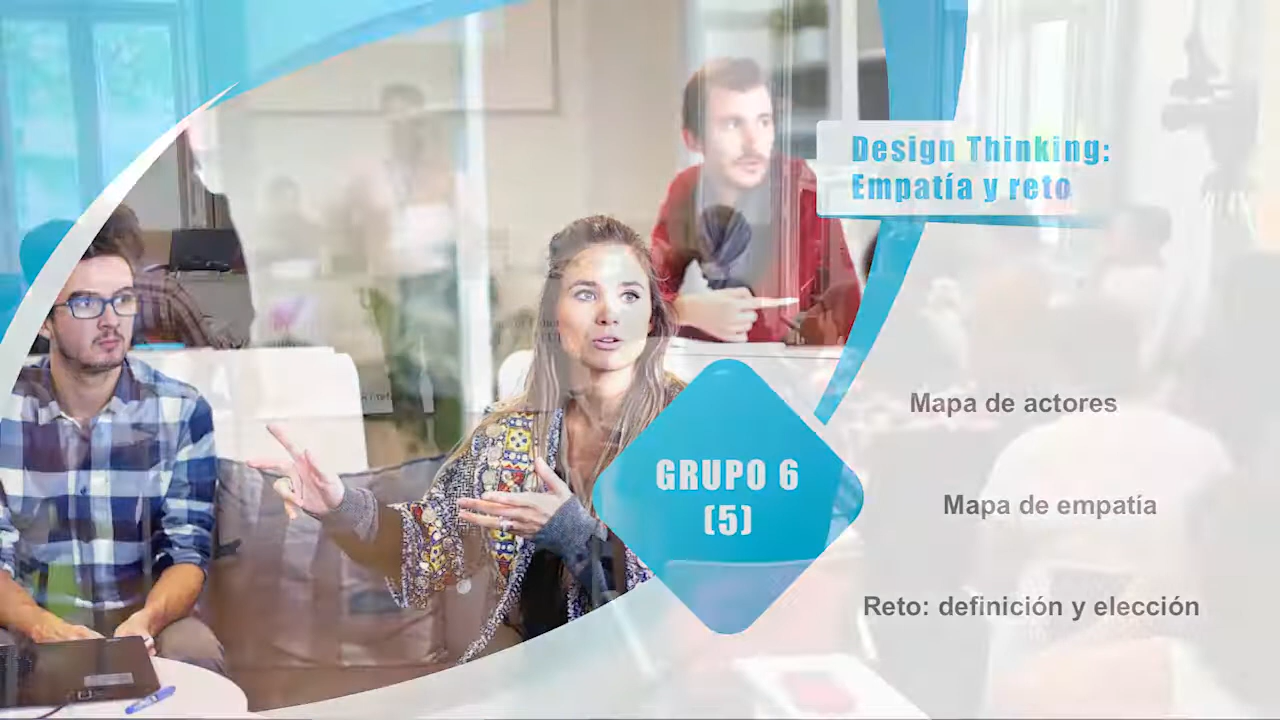 Design Thinking:
Empatía y reto
GRUPO 6
(5)
Mapa de actores
Mapa de empatía
Reto: definición y elección